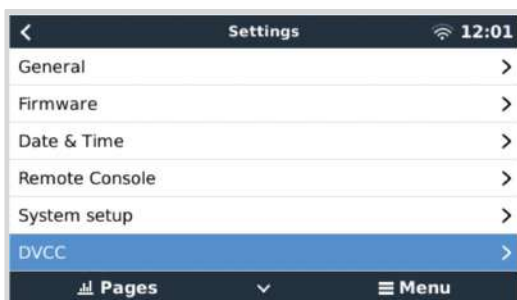 Settings 12:01
General
Firmware
Date & Time
Remote Console
System setup
DVCC
Pages Menu